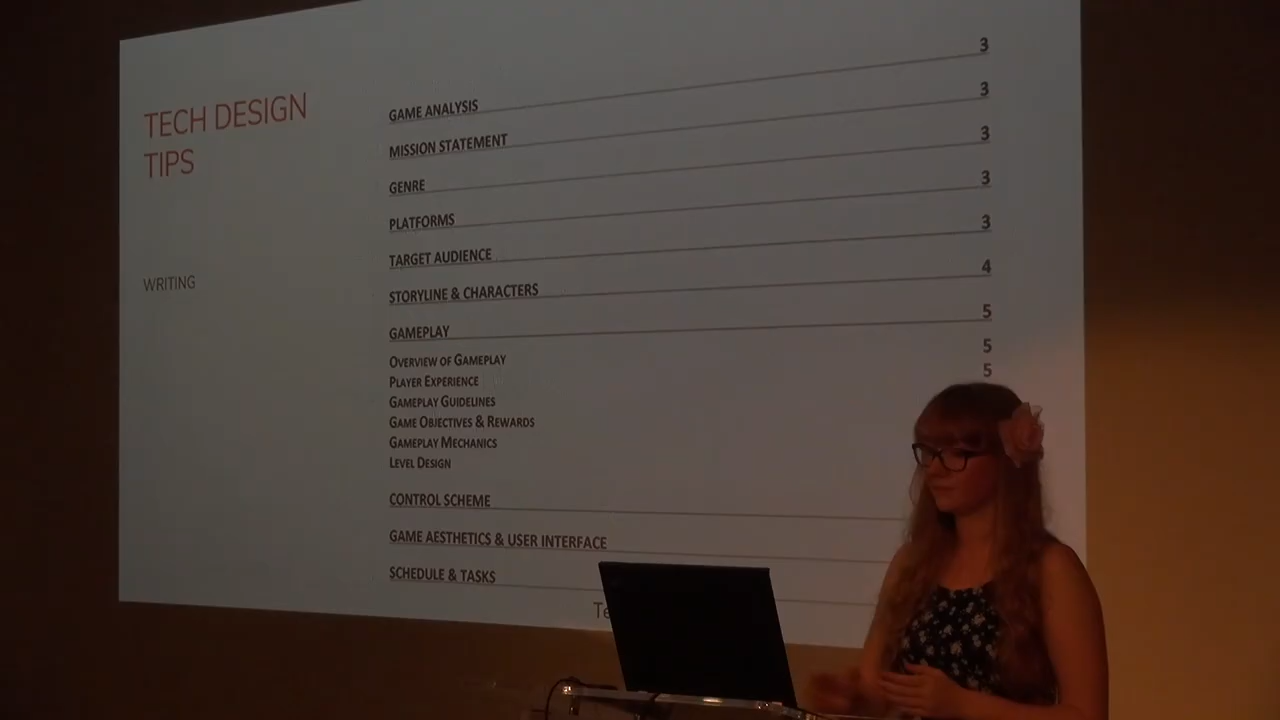 TECH DESIGN
TIPS
WRITING
GAME ANALYSIS 3
MISSION STATEMENT 3
GENRE 3
PLATFORMS 3
TARGET AUDIENCE 3
STORYLINE & CHARACTERS 4
GAMEPLAY 5
OVERVIEW OF GAMEPLAY 5
PLAYER EXPERIENCE 5
GAMEPLAY GUIDELINES
GAME OBJECTIVES & REWARDS
GAMEPLAY MECHANICS
LEVEL DESIGN
CONTROL SCHEME
GAME AESTHETICS & USER INTERFACE
SCHEDULE & TASKS